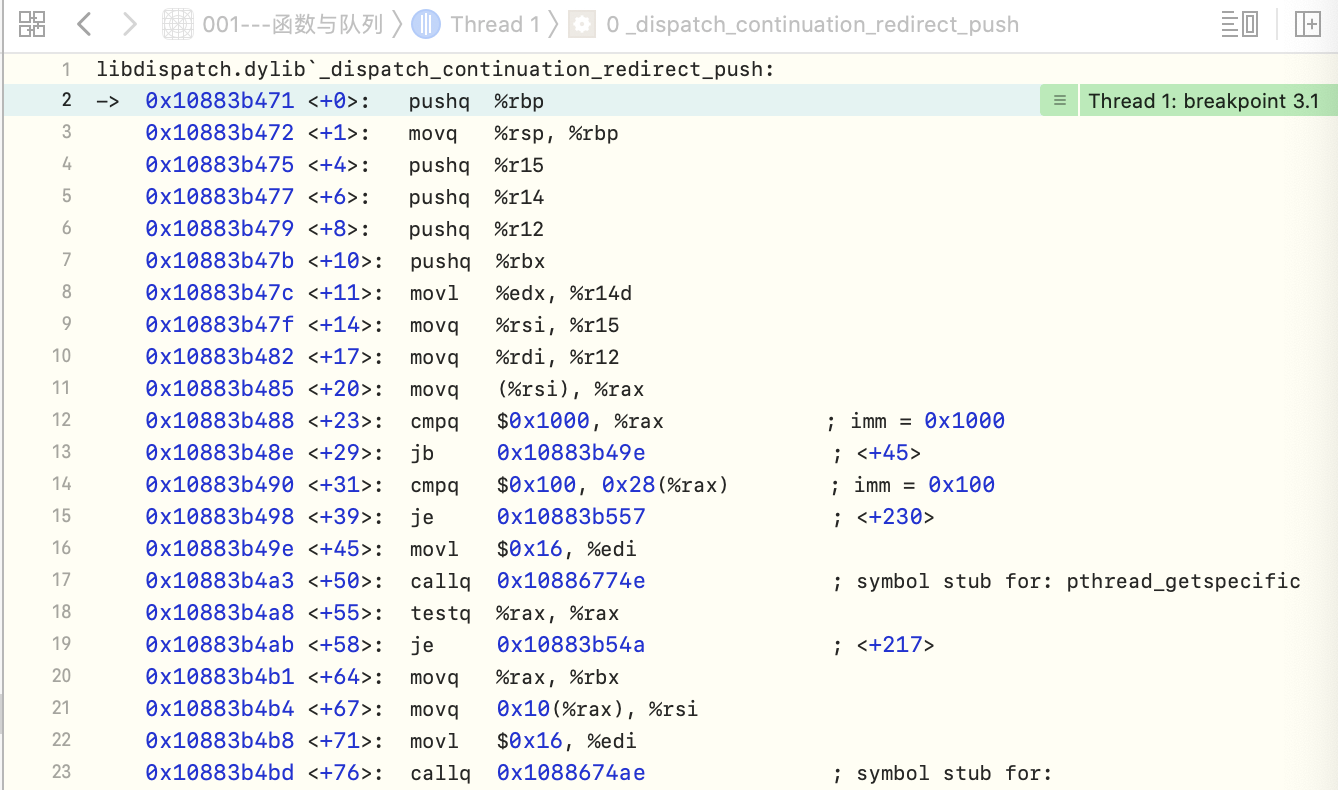 001---函数与队列 Thread 1 0 _dispatch_continuation_redirect_push
1 libdispatch.dylib`_dispatch_continuation_redirect_push:
2 -> 0x10883b471 <+0>: pushq %rbp Thread 1: breakpoint 3.1
3 0x10883b472 <+1>: movq %rsp, %rbp
4 0x10883b475 <+4>: pushq %r15
5 0x10883b477 <+6>: pushq %r14
6 0x10883b479 <+8>: pushq %r12
7 0x10883b47b <+10>: pushq %rbx
8 0x10883b47c <+11>: movl %edx, %r14d
9 0x10883b47f <+14>: movq %rsi, %r15
10 0x10883b482 <+17>: movq %rdi, %r12
11 0x10883b485 <+20>: movq (%rsi), %rax
12 0x10883b488 <+23>: cmpq $0x1000, %rax ; imm = 0x1000
13 0x10883b48e <+29>: jb 0x10883b49e ; <+45>
14 0x10883b490 <+31>: cmpq $0x100, 0x28(%rax) ; imm = 0x100
15 0x10883b498 <+39>: je 0x10883b557 ; <+230>
16 0x10883b49e <+45>: movl $0x16, %edi
17 0x10883b4a3 <+50>: callq 0x10886774e ; symbol stub for: pthread_getspecific
18 0x10883b4a8 <+55>: testq %rax, %rax
19 0x10883b4ab <+58>: je 0x10883b54a ; <+217>
20 0x10883b4b1 <+64>: movq %rax, %rbx
21 0x10883b4b4 <+67>: movq 0x10(%rax), %rsi
22 0x10883b4b8 <+71>: movl $0x16, %edi
23 0x10883b4bd <+76>: callq 0x1088674ae ; symbol stub for: